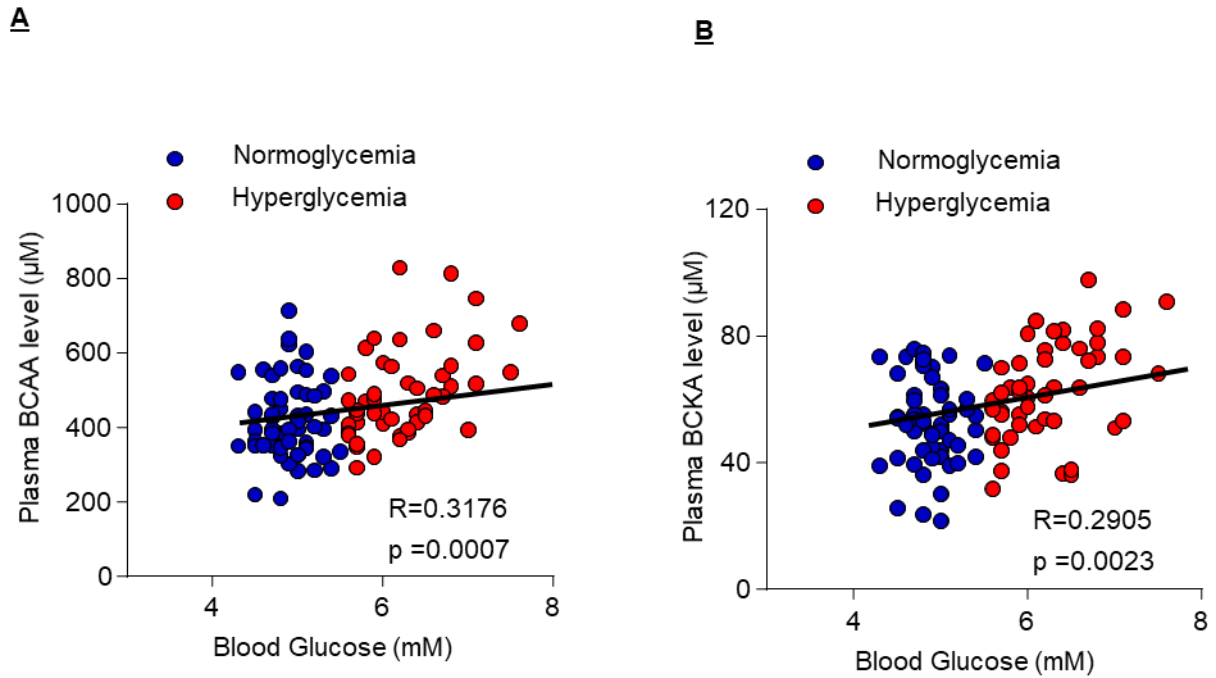 A
Normoglycemia
Hyperglycemia
Plasma BCAA level (µM)
1000
800
600
400
200
0
R=0.3176
p =0.0007
4 6 8
Blood Glucose (mM)
B
Normoglycemia
Hyperglycemia
Plasma BCKA level (µM)
120
80
40
0
R=0.2905
p =0.0023
4 6 8
Blood Glucose (mM)